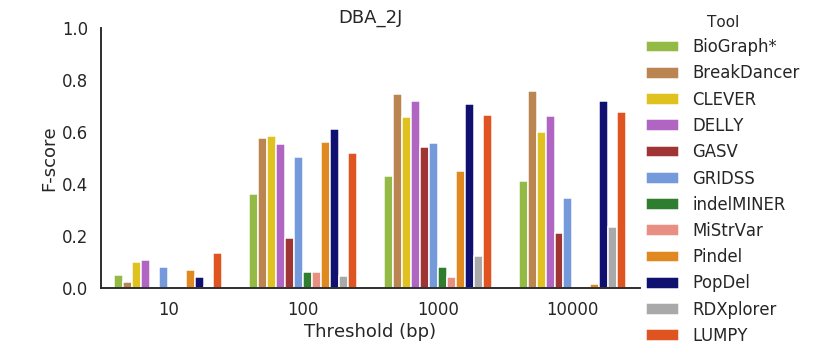 DBA_2J
Tool
1.0
0.8
0.6
0.4
0.2
0.0
F-score
10
100
1000
10000
Threshold (bp)
BioGraph*
BreakDancer
CLEVER
DELLY
GASV
GRIDSS
indelMINER
MiStrVar
Pindel
PopDel
RDXplorer
LUMPY